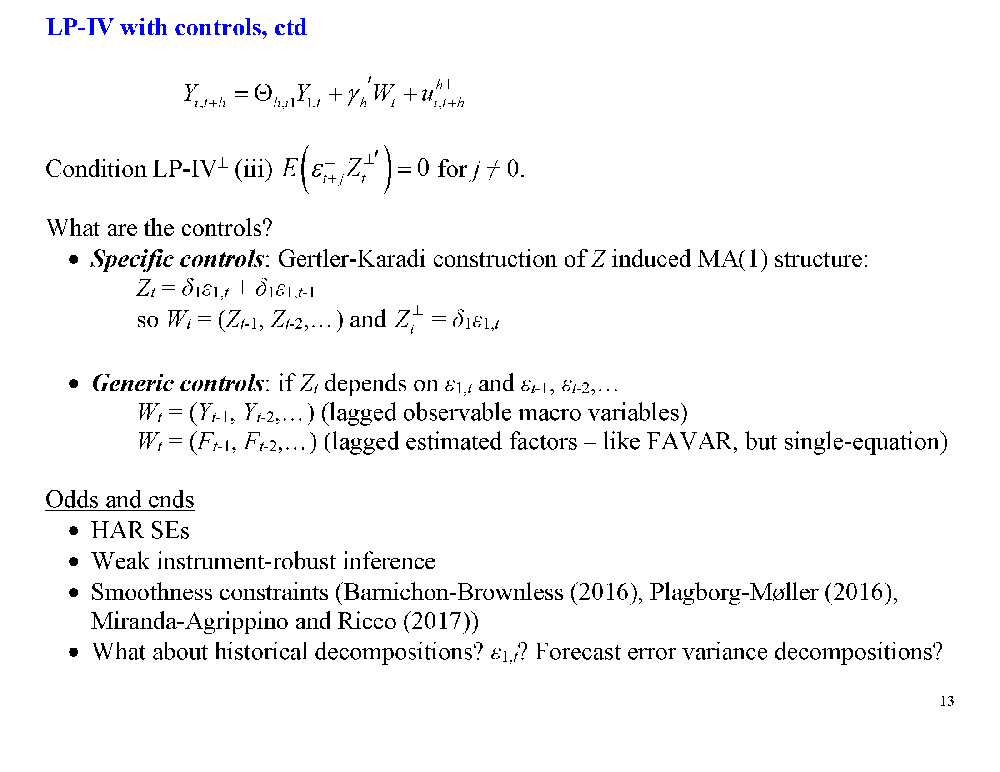 LP-IV with controls, ctd
Y_{i,t+h} = Θ_{h,i1}Y_{1,t} + γ_h′W_t + u_{i,t+h}^{h⊥}
Condition LP-IV⊥ (iii) E(ε_{t+j}^⊥ Z_t^⊥′) = 0 for j ≠ 0.
What are the controls?
• Specific controls: Gertler-Karadi construction of Z induced MA(1) structure:
Z_t = δ_1ε_{1,t} + δ_1ε_{1,t-1}
so W_t = (Z_{t-1}, Z_{t-2},…) and Z_t^⊥ = δ_1ε_{1,t}
• Generic controls: if Z_t depends on ε_{1,t} and ε_{t-1}, ε_{t-2},…
W_t = (Y_{t-1}, Y_{t-2},…) (lagged observable macro variables)
W_t = (F_{t-1}, F_{t-2},…) (lagged estimated factors – like FAVAR, but single-equation)
Odds and ends
• HAR SEs
• Weak instrument-robust inference
• Smoothness constraints (Barnichon-Brownless (2016), Plagborg-Møller (2016),
Miranda-Agrippino and Ricco (2017))
• What about historical decompositions? ε_{1,t}? Forecast error variance decompositions?
13